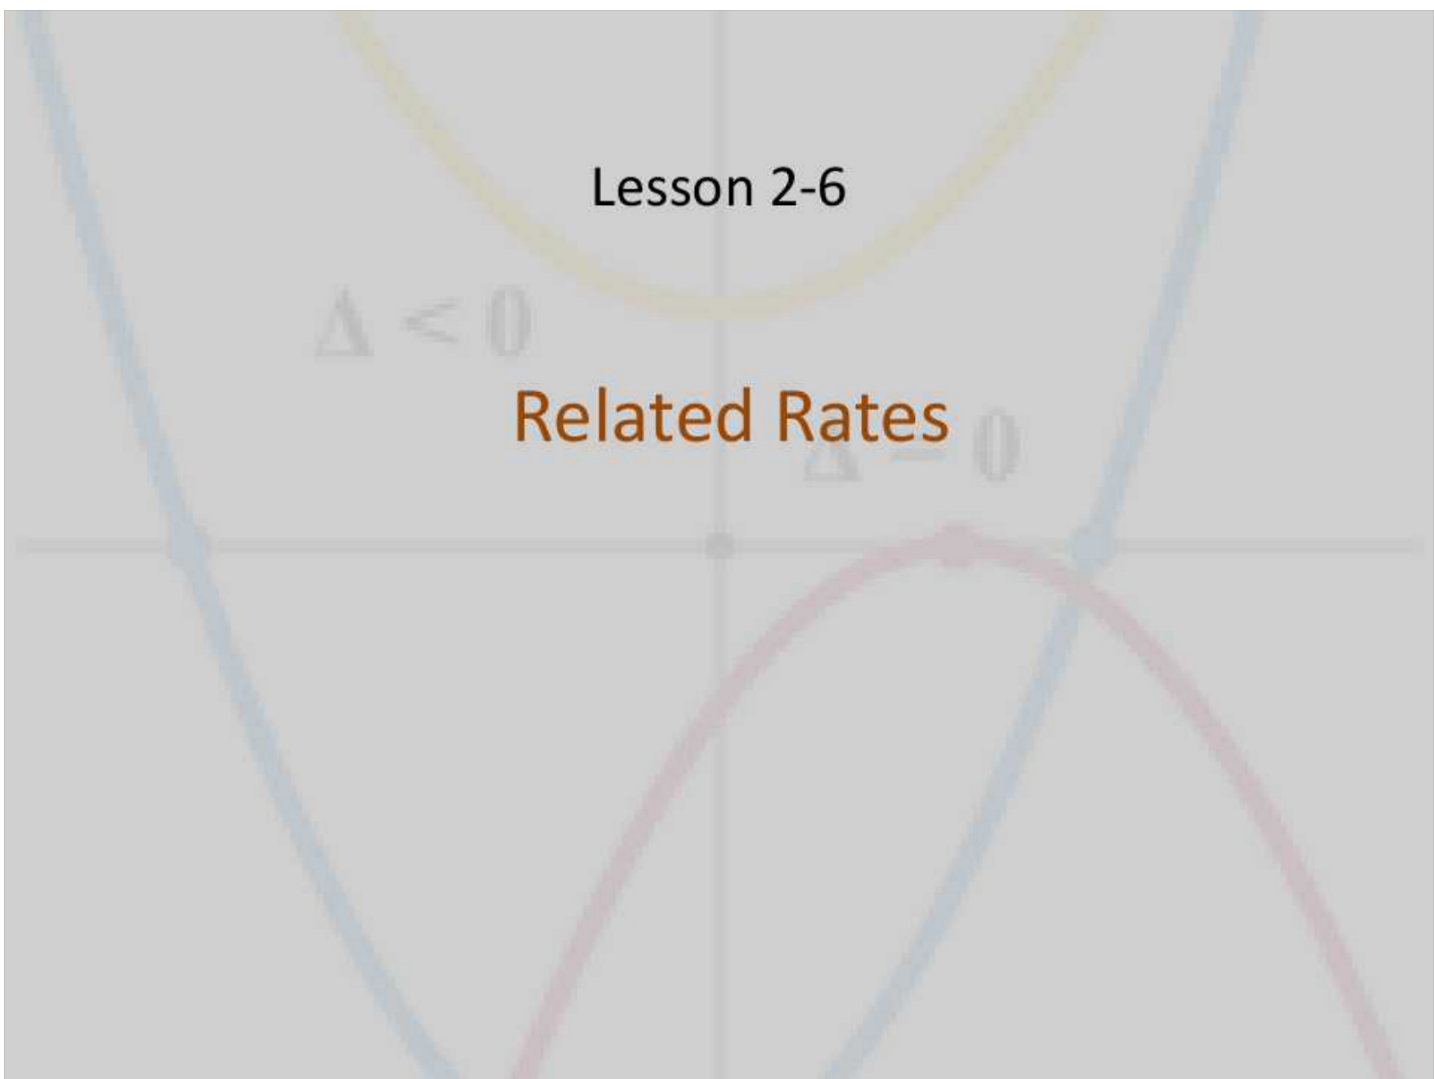 Lesson 2-6
Δ < 0
Related Rates
Δ = 0